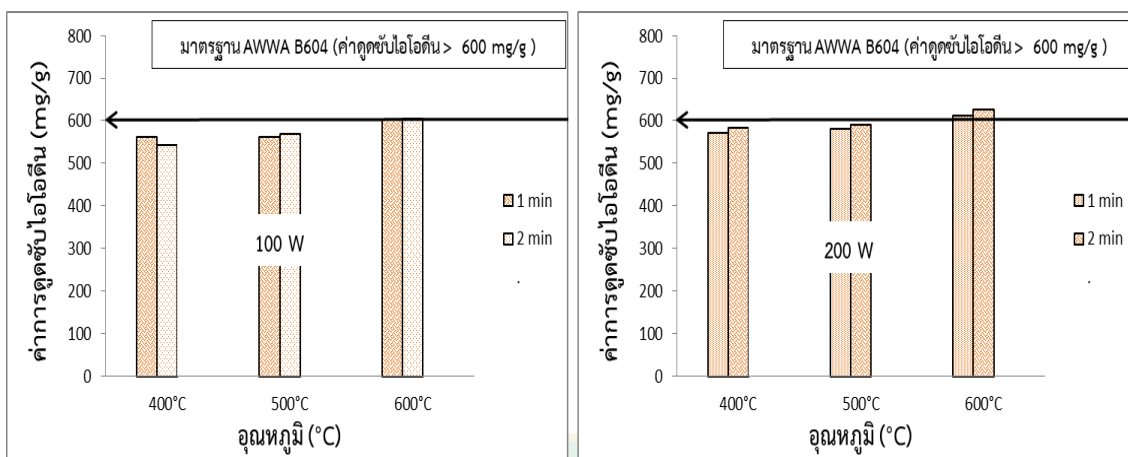 มาตรฐาน AWWA B604 (ค่าดูดซับไอโอดีน > 600 mg/g )
ค่าการดูดซับไอโอดีน (mg/g)
800
700
600
500
400
300
200
100
0
100 W
1 min
2 min
400°C
500°C
600°C
อุณหภูมิ (°C)
มาตรฐาน AWWA B604 (ค่าดูดซับไอโอดีน > 600 mg/g )
ค่าการดูดซับไอโอดีน (mg/g)
800
700
600
500
400
300
200
100
0
200 W
1 min
2 min
400°C
500°C
600°C
อุณหภูมิ (°C)